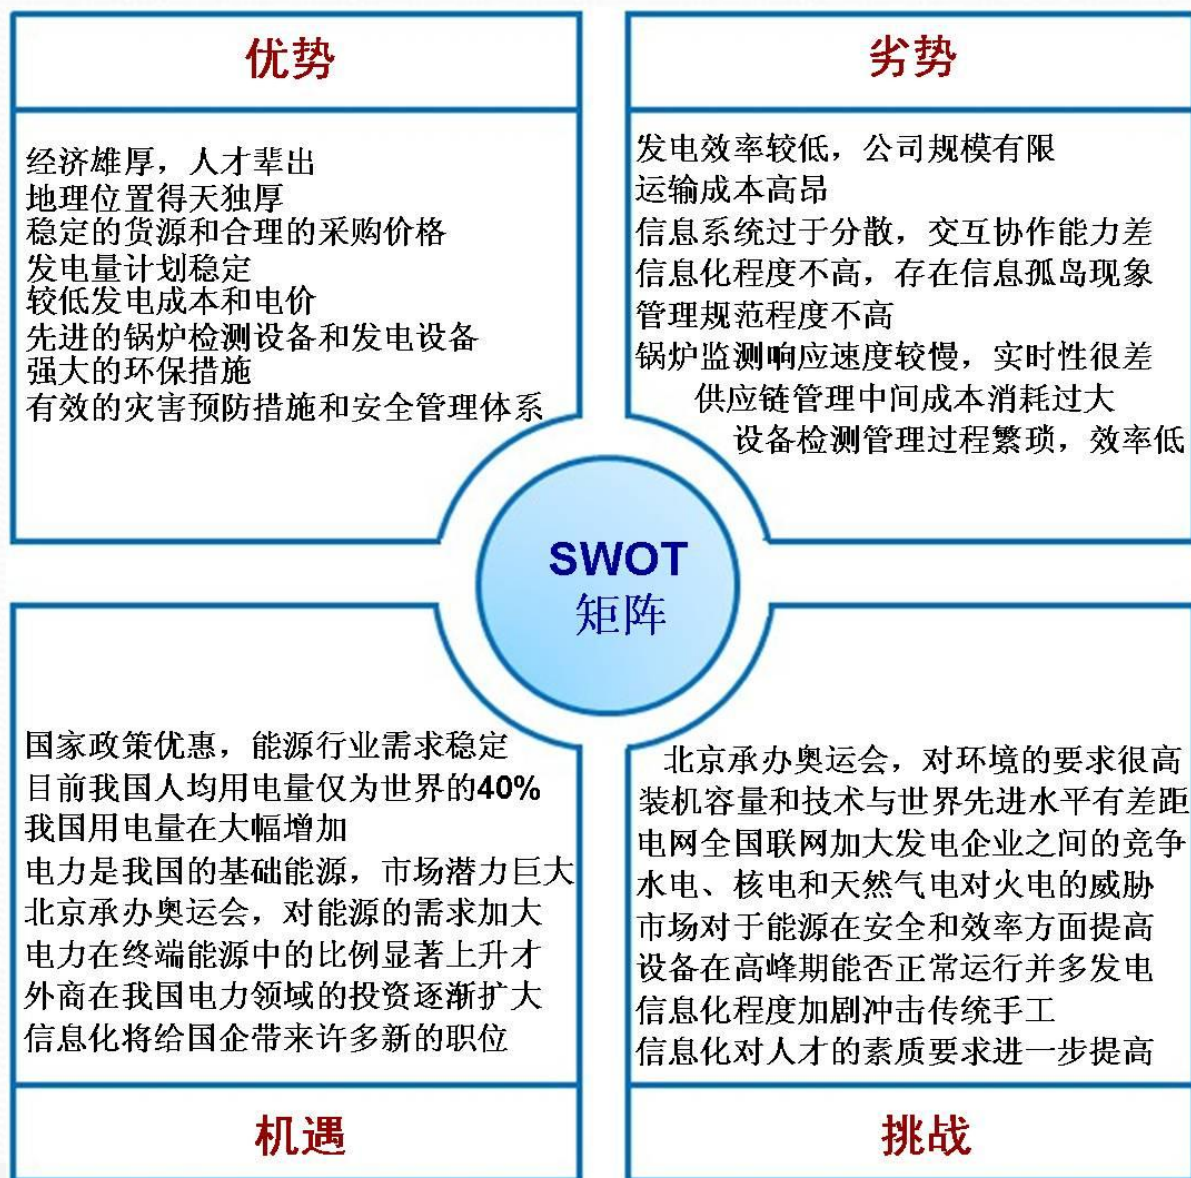 优势
经济雄厚，人才辈出
地理位置得天独厚
稳定的货源和合理的采购价格
发电量计划稳定
较低发电成本和电价
先进的锅炉检测设备和发电设备
强大的环保措施
有效的灾害预防措施和安全管理体系
劣势
发电效率较低，公司规模有限
运输成本高昂
信息系统过于分散，交互协作能力差
信息化程度不高，存在信息孤岛现象
管理规范程度不高
锅炉监测响应速度较慢，实时性很差
供应链管理中间成本消耗过大
设备检测管理过程繁琐，效率低
SWOT
矩阵
国家政策优惠，能源行业需求稳定
目前我国人均用电量仅为世界的40%
我国用电量在大幅增加
电力是我国的基础能源，市场潜力巨大
北京承办奥运会，对能源的需求加大
电力在终端能源中的比例显著上升才
外商在我国电力领域的投资逐渐扩大
信息化将给国企带来许多新的职位
机遇
北京承办奥运会，对环境的要求很高
装机容量和技术与世界先进水平有差距
电网全国联网加大发电企业之间的竞争
水电、核电和天然气电对火电的威胁
市场对于能源在安全和效率方面提高
设备在高峰期能否正常运行并多发电
信息化程度加剧冲击传统手工
信息化对人才的素质要求进一步提高
挑战